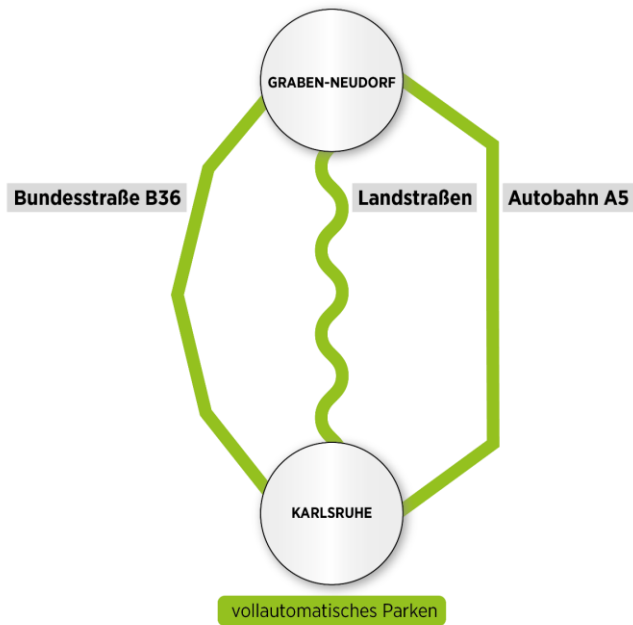 GRABEN-NEUDORF
Bundesstraße B36
Landstraßen
Autobahn A5
KARLSRUHE
vollautomatisches Parken